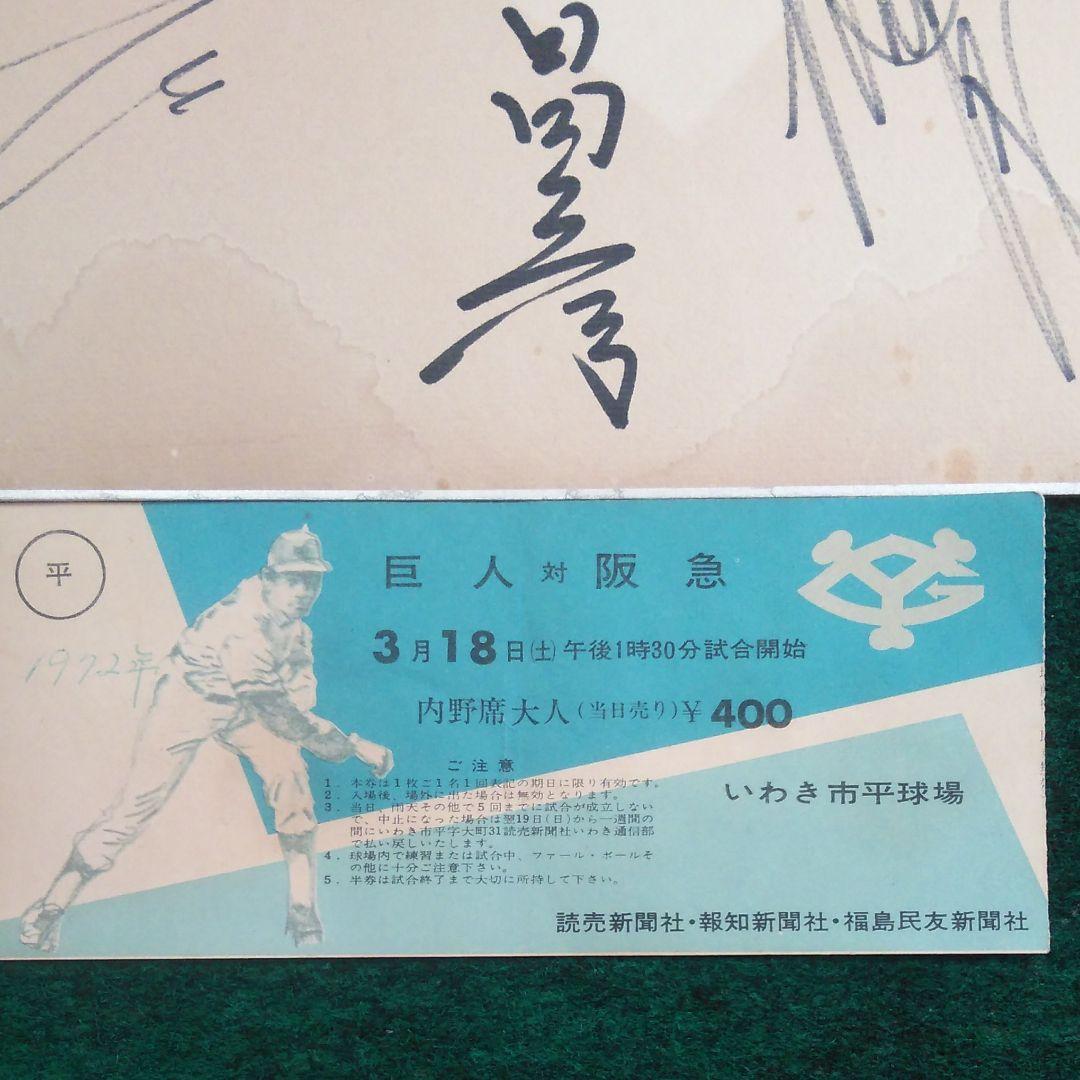 平
1972年
巨人対阪急
3月18日(土)午後1時30分試合開始
内野席大人(当日売り)¥400
ご注意
1. 本券は1枚ご1名1回表記の期日に限り有効です。
2. 入場後、場外に出た場合は無効となります。
3. 当日、雨天その他で5回までに試合が成立しない
で、中止になった場合は翌19日(日)から一週間の
間にいわき市平字大町31読売新聞社いわき通信部
で払い戻しいたします。
4. 球場内で練習または試合中、ファール・ボールそ
の他に十分ご注意下さい。
5. 半券は試合終了まで大切に所持して下さい。
いわき市平球場
読売新聞社・報知新聞社・福島民友新聞社